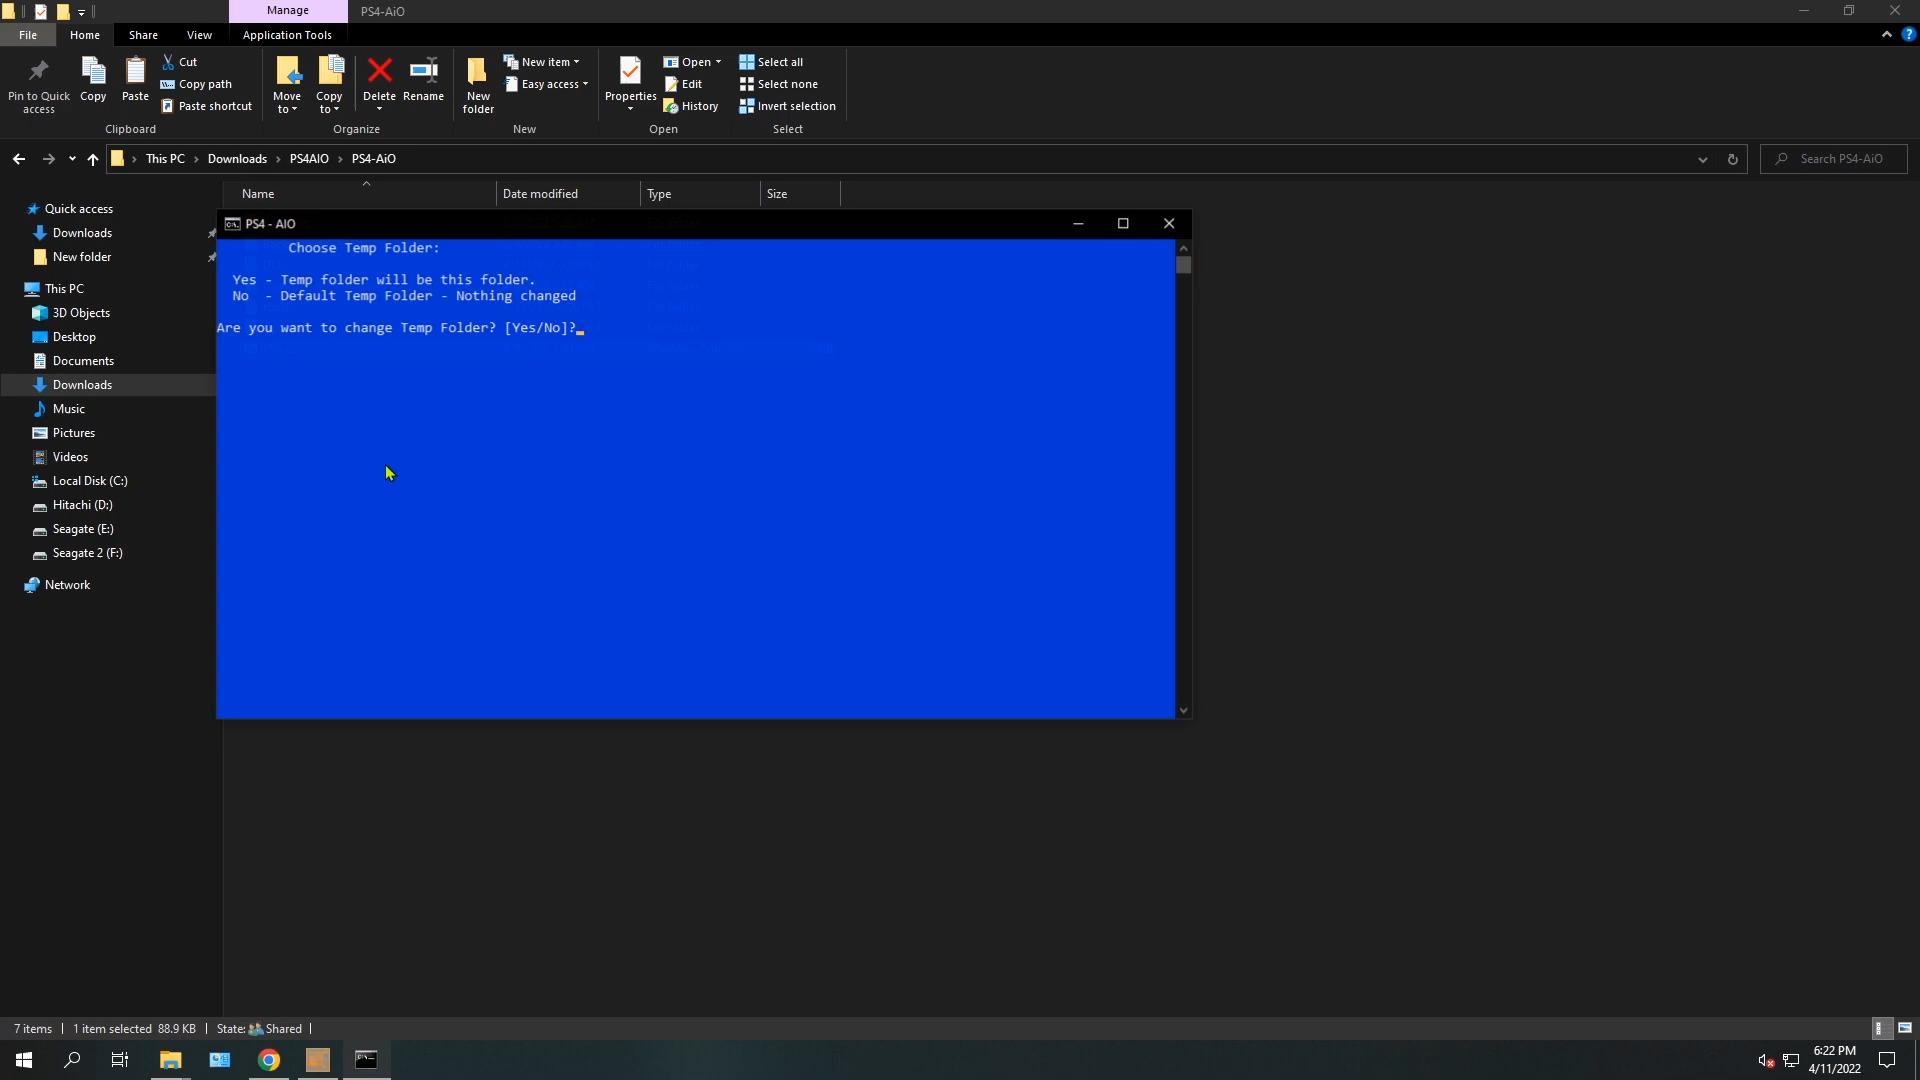 Manage
PS4-AiO
File
Home
Share
View
Application Tools
Pin to Quick access
Copy
Paste
Cut
Copy path
Paste shortcut
Clipboard
Move to
Copy to
Delete
Rename
Organize
New folder
New item
Easy access
New
Properties
Open
Edit
History
Open
Select all
Select none
Invert selection
Select
This PC > Downloads > PS4AIO > PS4-AiO
Search PS4-AiO
Name
Date modified
Type
Size
Quick access
Downloads
New folder
This PC
3D Objects
Desktop
Documents
Downloads
Music
Pictures
Videos
Local Disk (C:)
Hitachi (D:)
Seagate (E:)
Seagate 2 (F:)
Network
PS4 - AIO
Choose Temp Folder:
Yes - Temp folder will be this folder.
No - Default Temp Folder - Nothing changed
Are you want to change Temp Folder? [Yes/No]?_
7 items
1 item selected 88.9 KB
State: Shared
6:22 PM
4/11/2022